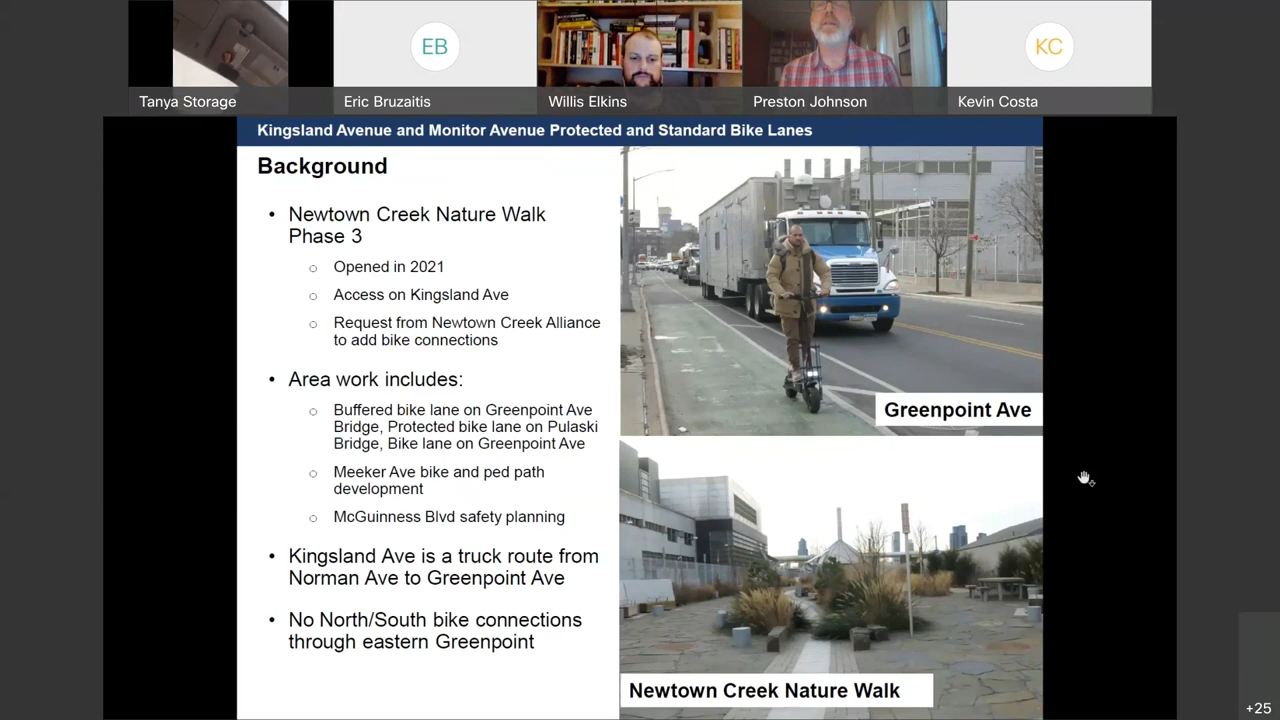 EB
KC
Tanya Storage
Eric Bruzaitis
Willis Elkins
Preston Johnson
Kevin Costa
Kingsland Avenue and Monitor Avenue Protected and Standard Bike Lanes
Background
• Newtown Creek Nature Walk
Phase 3
○ Opened in 2021
○ Access on Kingsland Ave
○ Request from Newtown Creek Alliance
to add bike connections
• Area work includes:
○ Buffered bike lane on Greenpoint Ave
Bridge, Protected bike lane on Pulaski
Bridge, Bike lane on Greenpoint Ave
○ Meeker Ave bike and ped path
development
○ McGuinness Blvd safety planning
• Kingsland Ave is a truck route from
Norman Ave to Greenpoint Ave
• No North/South bike connections
through eastern Greenpoint
Greenpoint Ave
Newtown Creek Nature Walk
+25